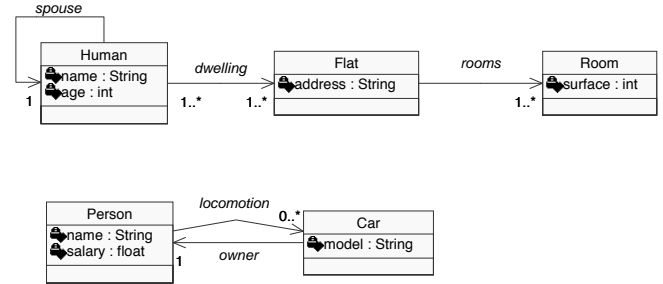 spouse
Human
name : String
age : int
1
dwelling
1..*
1..*
Flat
address : String
rooms
1..*
Room
surface : int
Person
name : String
salary : float
locomotion
0..*
1
owner
Car
model : String